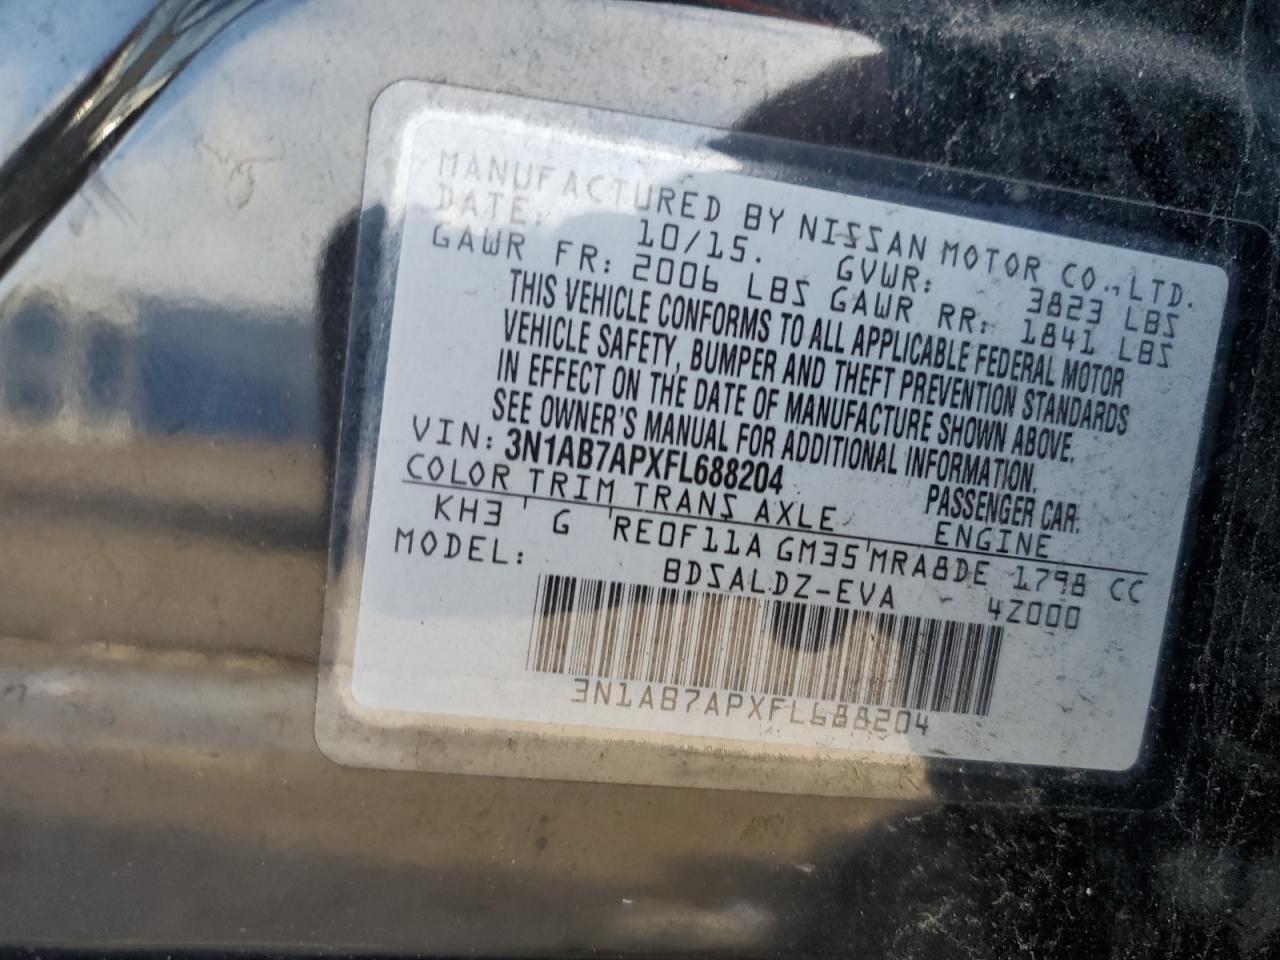 MANUFACTURED BY NISSAN MOTOR CO., LTD.
DATE: 10/15. GVWR: 3823 LBS
GAWR FR: 2006 LBS GAWR RR: 1841 LBS
THIS VEHICLE CONFORMS TO ALL APPLICABLE FEDERAL MOTOR
VEHICLE SAFETY, BUMPER AND THEFT PREVENTION STANDARDS
IN EFFECT ON THE DATE OF MANUFACTURE SHOWN ABOVE.
SEE OWNER'S MANUAL FOR ADDITIONAL INFORMATION.
VIN: 3N1AB7APXFL688204 PASSENGER CAR.
COLOR TRIM TRANS AXLE ENGINE
KH3 G RE0F11A GM35 MRA8DE 1798 CC
MODEL: BDSALDZ-EVA 4Z000
3N1AB7APXFL688204